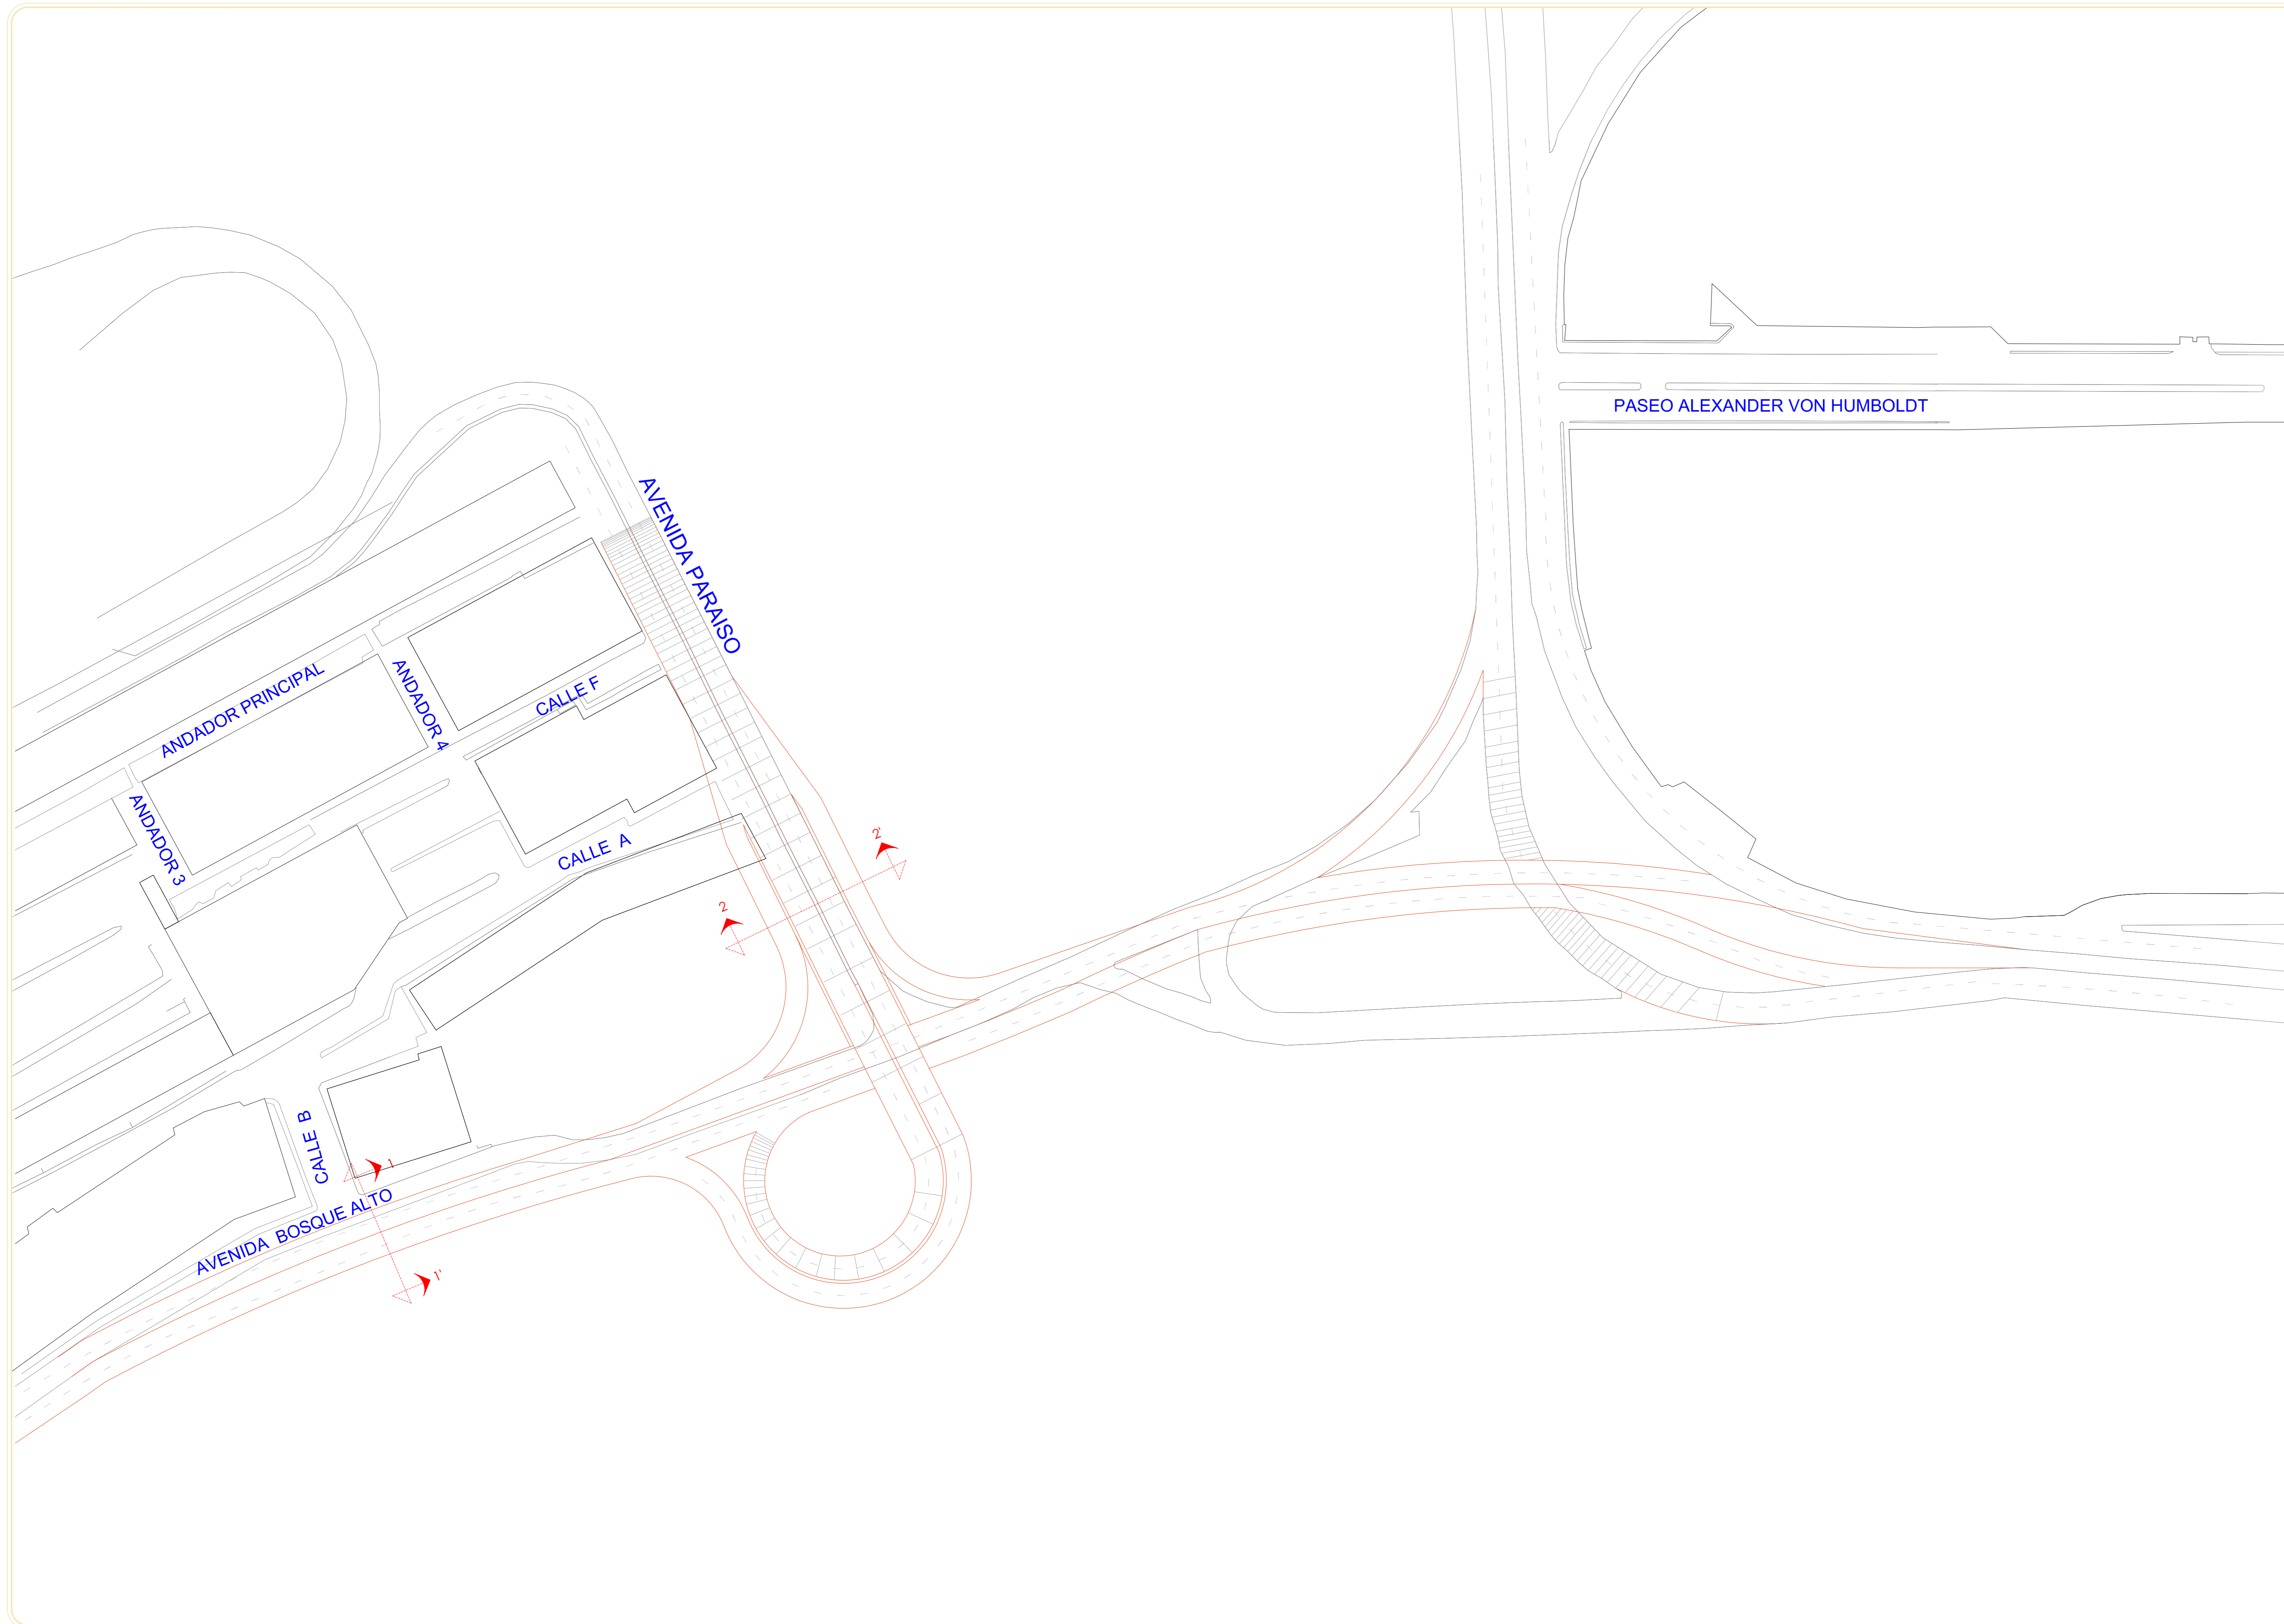 PASEO ALEXANDER VON HUMBOLDT
AVENIDA PARAISO
ANDADOR PRINCIPAL
ANDADOR 4
CALLE F
ANDADOR 3
CALLE A
2'
2
CALLE B
1
AVENIDA BOSQUE ALTO
1'